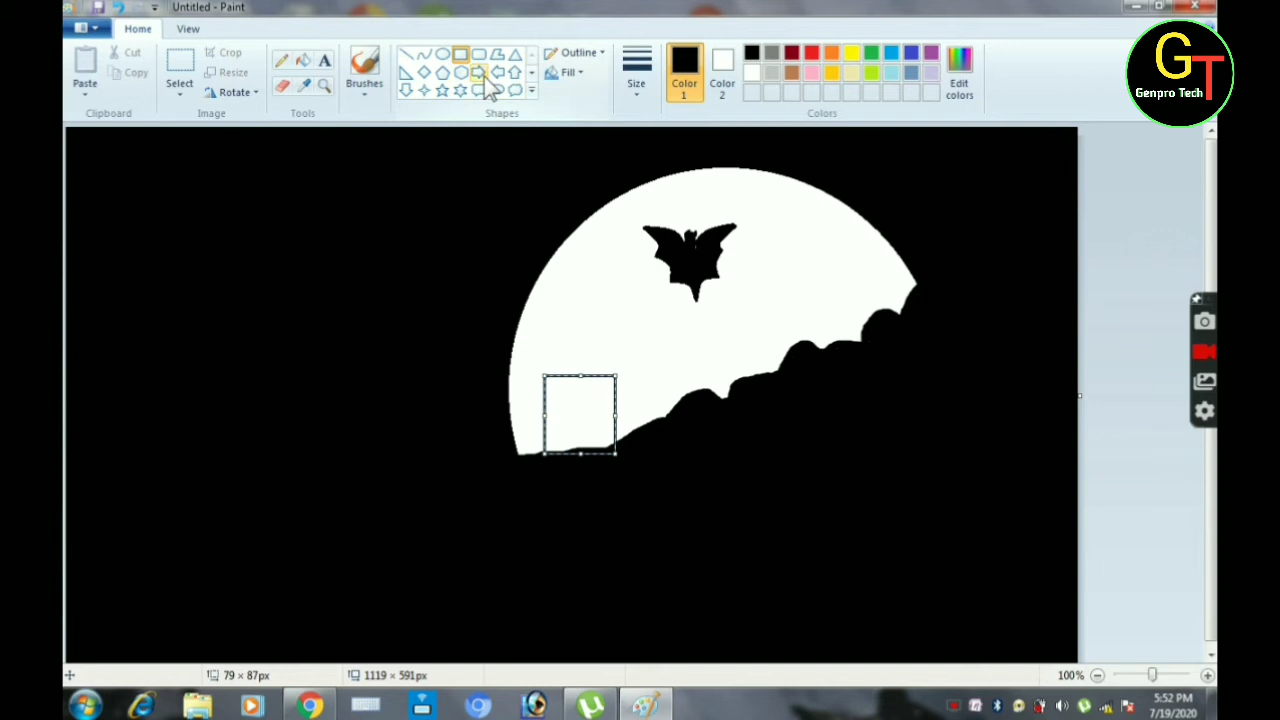 Untitled - Paint
Home
View
Paste
Cut
Copy
Clipboard
Select
Crop
Resize
Rotate
Image
A
Tools
Brushes
Outline
Fill
Shapes
Size
Color
1
Color
2
Edit
colors
Colors
GT
Genpro Tech
79 × 87px
1119 × 591px
100%
5:52 PM
7/19/2020